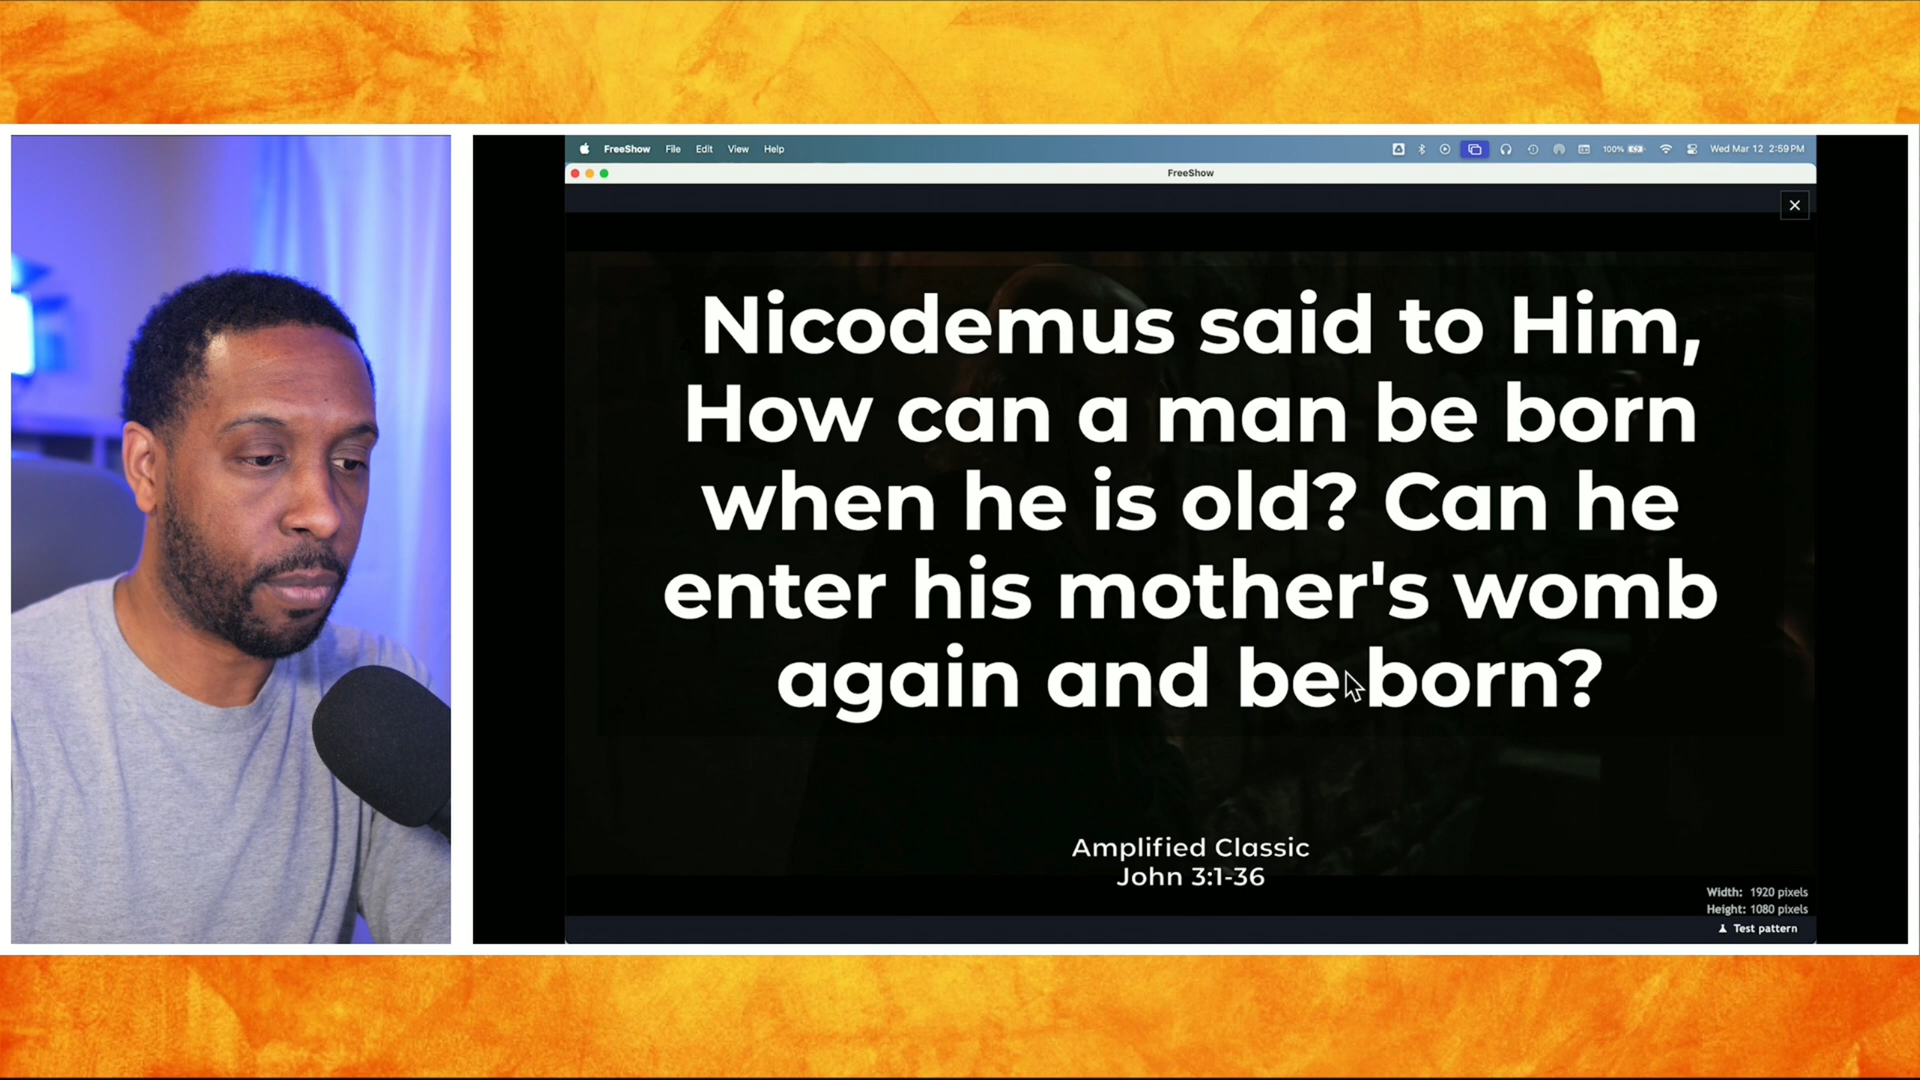 FreeShow File Edit View Help 100% Wed Mar 12 2:59 PM
FreeShow
Nicodemus said to Him,
How can a man be born
when he is old? Can he
enter his mother's womb
again and be born?
Amplified Classic
John 3:1-36
Width: 1920 pixels
Height: 1080 pixels
Test pattern